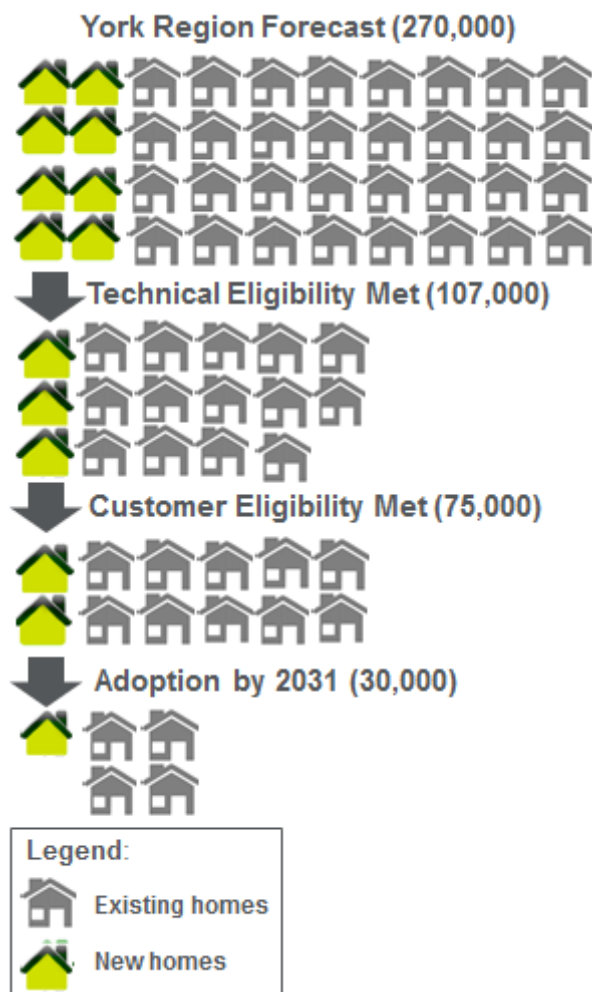 York Region Forecast (270,000)
Technical Eligibility Met (107,000)
Customer Eligibility Met (75,000)
Adoption by 2031 (30,000)
Legend:
Existing homes
New homes